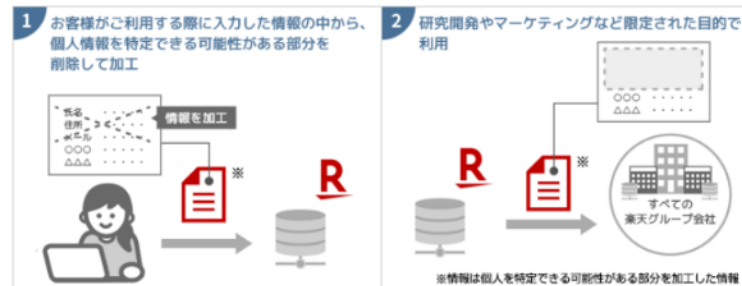 1
お客様がご利用する際に入力した情報の中から、
個人情報を特定できる可能性がある部分を
削除して加工
氏名 ・・・・・
住所 ・・・・・
メール ・・・・・
○○○ ・・・・・
△△△ ・・・・・
情報を加工
※
R
2
研究開発やマーケティングなど限定された目的で
利用
○○○ ・・・・・
△△△ ・・・・・
R
※
すべての
楽天グループ会社
※情報は個人を特定できる可能性がある部分を加工した情報